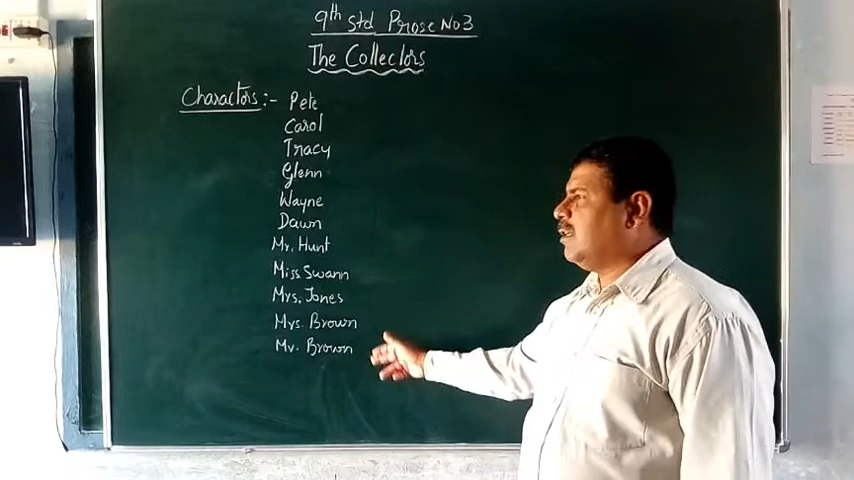 9th Std Prose No 3
The Collectors
Charactors :- Pete
Carol
Tracy
Glenn
Wayne
Dawn
Mr. Hunt
Miss Swann
Mrs. Jones
Mrs. Brown
Mr. Brown